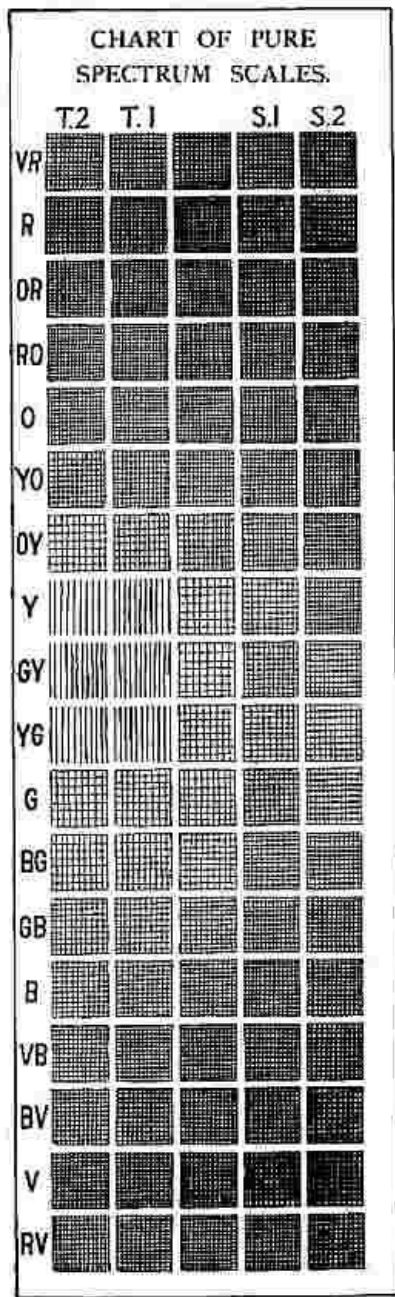 CHART OF PURE
SPECTRUM SCALES.
T.2 T.1 S.1 S.2
VR
R
OR
RO
O
YO
OY
Y
GY
YG
G
BG
GB
B
VB
BV
V
RV